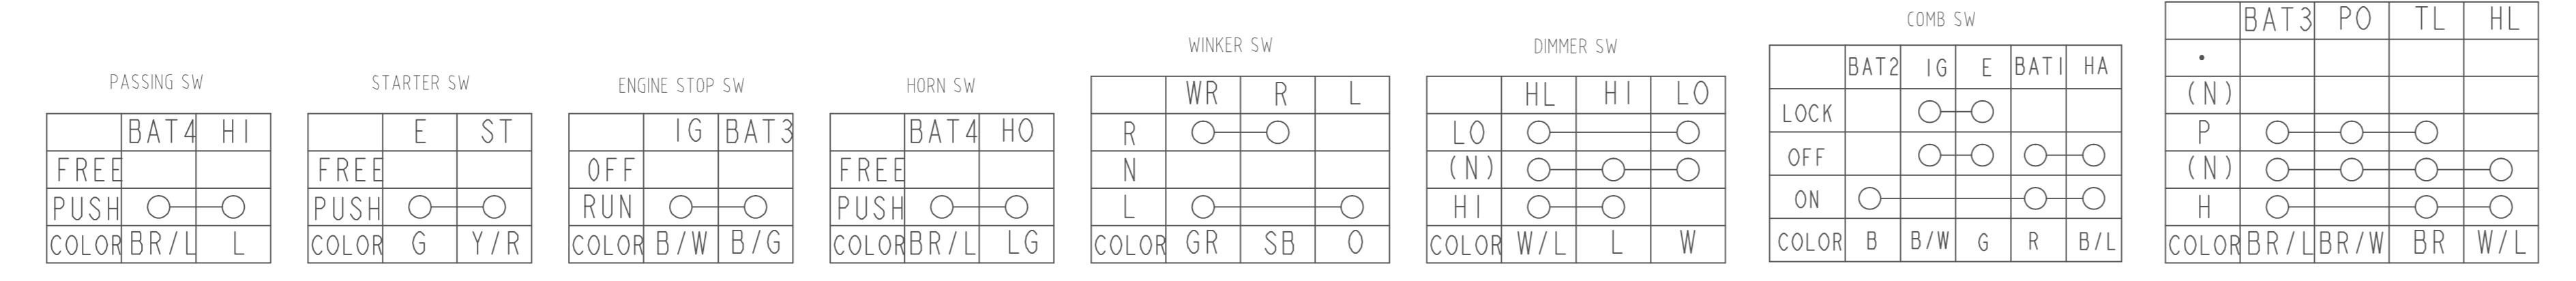 PASSING SW
BAT4 HI
FREE
PUSH
COLOR BR/L L
STARTER SW
E ST
FREE
PUSH
COLOR G Y/R
ENGINE STOP SW
IG BAT3
OFF
RUN
COLOR B/W B/G
HORN SW
BAT4 HO
FREE
PUSH
COLOR BR/L LG
WINKER SW
WR R L
R
N
L
COLOR GR SB O
DIMMER SW
HL HI LO
LO
(N)
HI
COLOR W/L L W
COMB SW
BAT2 IG E BAT1 HA
LOCK
OFF
ON
COLOR B B/W G R B/L
BAT3 PO TL HL
•
(N)
P
(N)
H
COLOR BR/L BR/W BR W/L